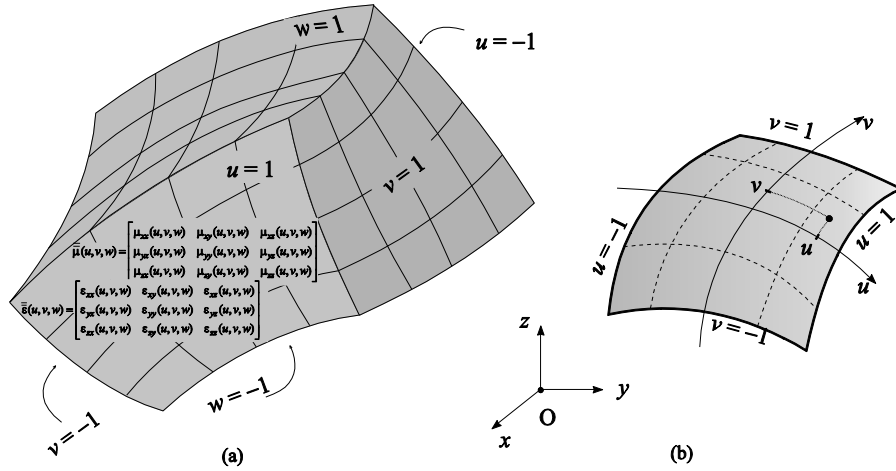 w = 1
u = −1
u = 1
v = 1
μ̿(u,v,w) = [μxx(u,v,w) μxy(u,v,w) μxz(u,v,w)
μyx(u,v,w) μyy(u,v,w) μyz(u,v,w)
μzx(u,v,w) μzy(u,v,w) μzz(u,v,w)]
ε̿(u,v,w) = [εxx(u,v,w) εxy(u,v,w) εxz(u,v,w)
εyx(u,v,w) εyy(u,v,w) εyz(u,v,w)
εzx(u,v,w) εzy(u,v,w) εzz(u,v,w)]
w = −1
v = −1
(a)
v = 1
v
v
u = −1
u = 1
u
u
v = −1
z
y
O
x
(b)